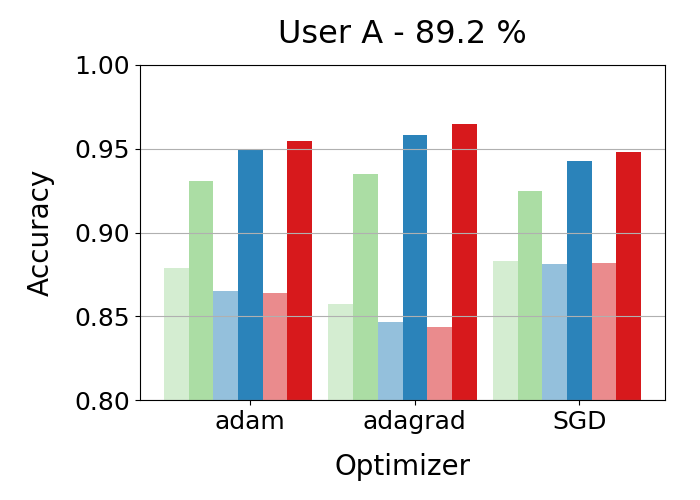 User A - 89.2 %
1.00
0.95
0.90
0.85
0.80
Accuracy
adam adagrad SGD
Optimizer